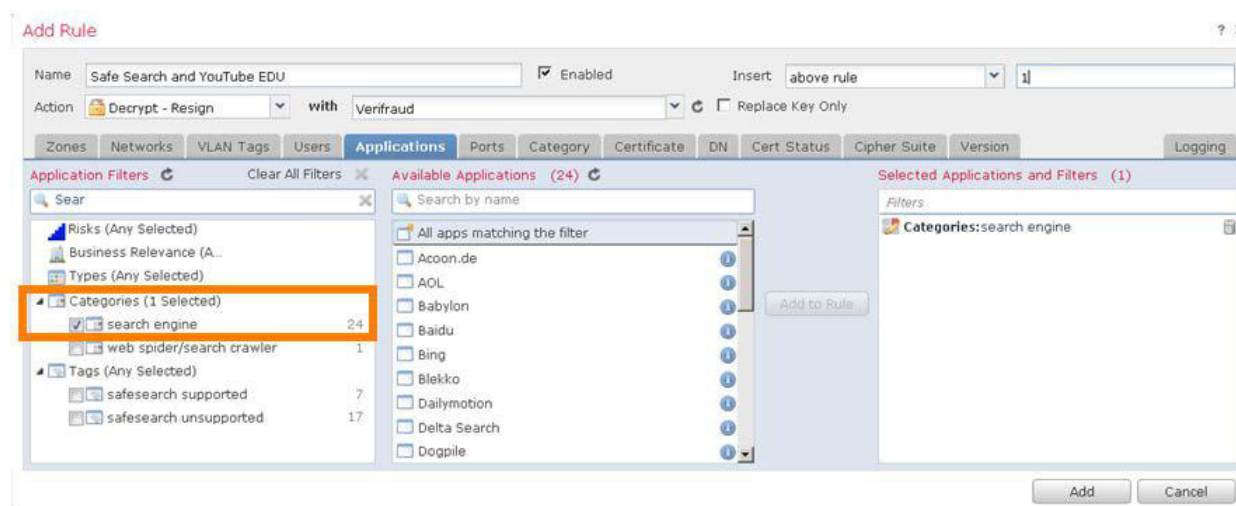 Add Rule ?
Name Safe Search and YouTube EDU Enabled Insert above rule 1
Action Decrypt - Resign with Verifraud Replace Key Only
Zones Networks VLAN Tags Users Applications Ports Category Certificate DN Cert Status Cipher Suite Version Logging
Application Filters Clear All Filters Available Applications (24) Selected Applications and Filters (1)
Sear Search by name Filters
Risks (Any Selected) All apps matching the filter Categories:search engine
Business Relevance (A... Acoon.de
Types (Any Selected) AOL
Categories (1 Selected) Babylon Add to Rule
search engine 24 Baidu
web spider/search crawler 1 Bing
Tags (Any Selected) Blekko
safesearch supported 7 Dailymotion
safesearch unsupported 17 Delta Search
Dogpile
Add Cancel